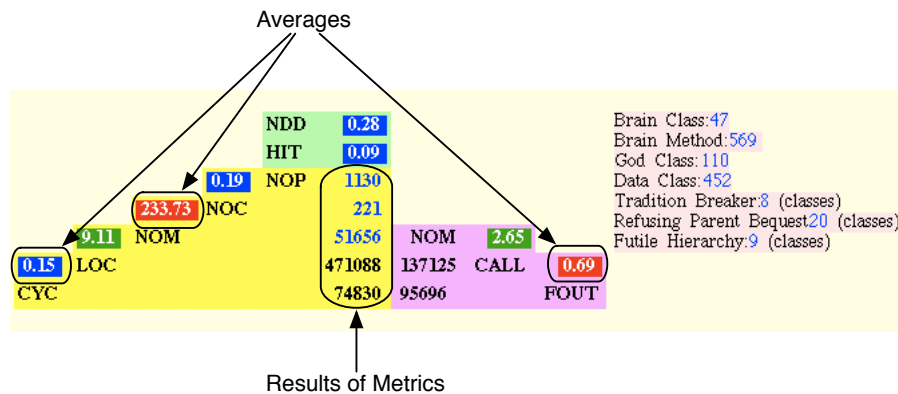 Averages
NDD 0.28
HIT 0.09
0.19 NOP 1130
233.73 NOC 221
9.11 NOM 51656 NOM 2.65
0.15 LOC 471088 137125 CALL 0.69
CYC 74830 95696 FOUT
Brain Class:47
Brain Method:569
God Class:110
Data Class:452
Tradition Breaker:8 (classes)
Refusing Parent Bequest20 (classes)
Futile Hierarchy:9 (classes)
Results of Metrics